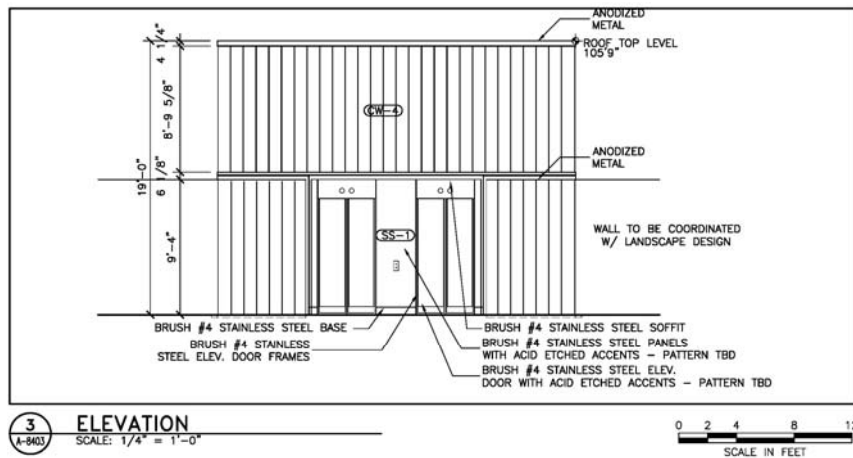 ANODIZED
METAL
ROOF TOP LEVEL
105'9"
4 1/4"
8'-9 5/8"
CW-4
ANODIZED
METAL
6 1/8"
19'-0"
9'-4"
SS-1
WALL TO BE COORDINATED
W/ LANDSCAPE DESIGN
BRUSH #4 STAINLESS STEEL BASE
BRUSH #4 STAINLESS
STEEL ELEV. DOOR FRAMES
BRUSH #4 STAINLESS STEEL SOFFIT
BRUSH #4 STAINLESS STEEL PANELS
WITH ACID ETCHED ACCENTS - PATTERN TBD
BRUSH #4 STAINLESS STEEL ELEV.
DOOR WITH ACID ETCHED ACCENTS - PATTERN TBD
3
A-8403
ELEVATION
SCALE: 1/4" = 1'-0"
0 2 4 8 12
SCALE IN FEET